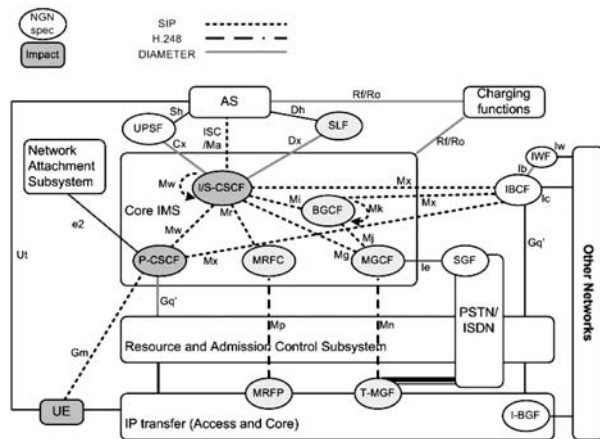 NGN
spec
Impact
SIP
H.248
DIAMETER
AS
Charging
functions
Rf/Ro
Sh
Dh
UPSF
SLF
ISC
/Ma
Cx
Dx
Rf/Ro
IWF
Iw
Ib
Network
Attachment
Subsystem
Mw
I/S-CSCF
Mx
IBCF
Ic
Core IMS
Mr
Mi
BGCF
Mk
Mx
e2
Mw
Mj
Gq'
Ut
P-CSCF
Mx
MRFC
Mg
MGCF
Ie
SGF
Gq'
PSTN/
ISDN
Other Networks
Mp
Mn
Gm
Resource and Admission Control Subsystem
UE
MRFP
T-MGF
I-BGF
IP transfer (Access and Core)